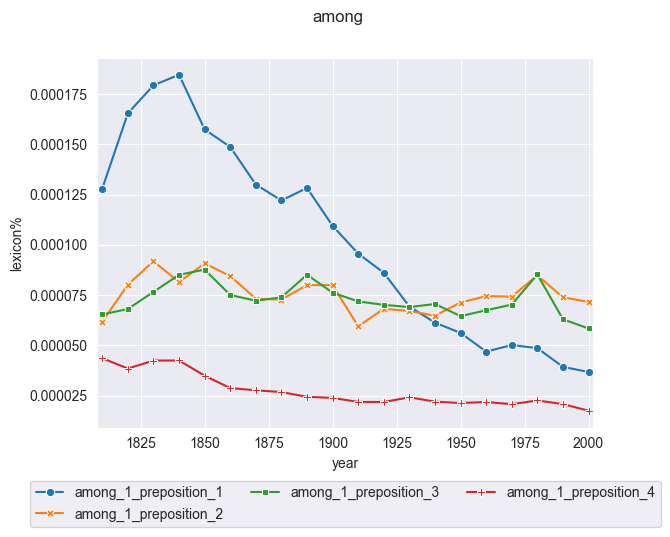 among
0.000175
0.000150
0.000125
0.000100
0.000075
0.000050
0.000025
lexicon%
1825 1850 1875 1900 1925 1950 1975 2000
year
among_1_preposition_1 among_1_preposition_3 among_1_preposition_4
among_1_preposition_2